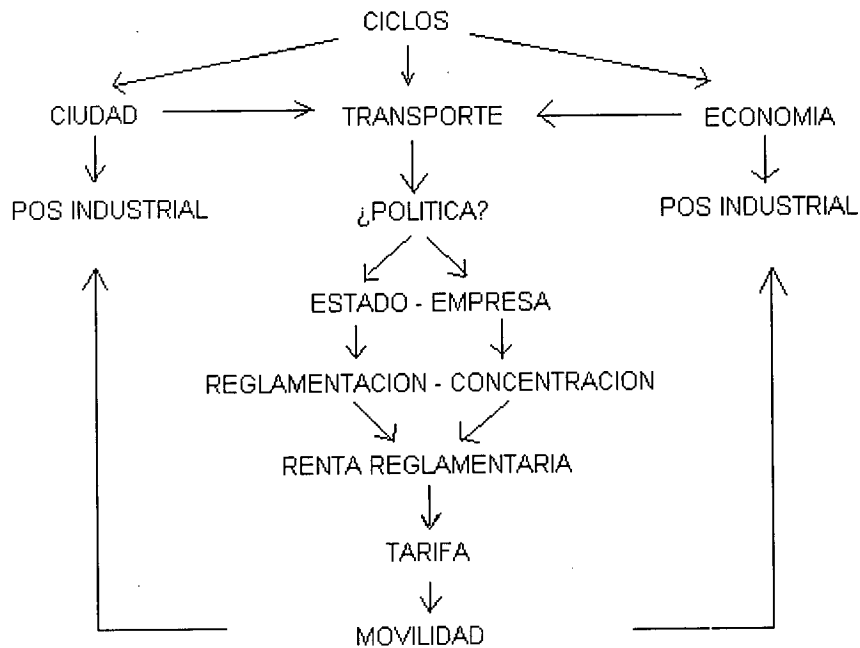 CICLOS
CIUDAD TRANSPORTE ECONOMIA
POS INDUSTRIAL ¿POLITICA? POS INDUSTRIAL
ESTADO - EMPRESA
REGLAMENTACION - CONCENTRACION
RENTA REGLAMENTARIA
TARIFA
MOVILIDAD